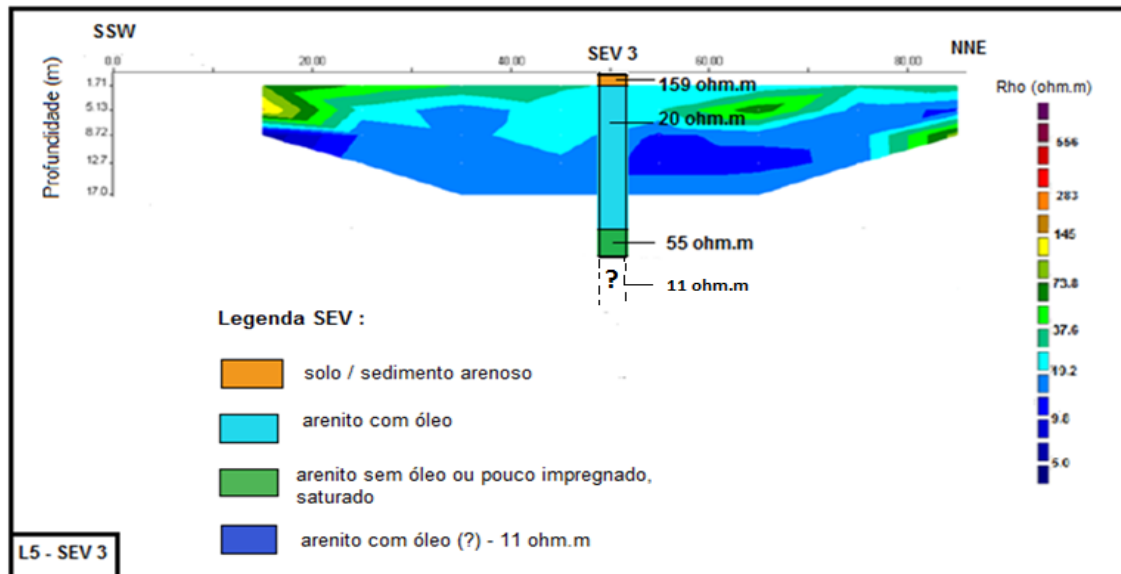 SSW
SEV 3
NNE
0.0
20.00
40.00
60.00
80.00
Profundidade (m)
1.71
5.13
8.72
12.7
17.0
159 ohm.m
20 ohm.m
55 ohm.m
?
11 ohm.m
Rho (ohm.m)
556
283
145
73.8
37.6
19.2
9.8
5.0
Legenda SEV :
solo / sedimento arenoso
arenito com óleo
arenito sem óleo ou pouco impregnado,
saturado
arenito com óleo (?) - 11 ohm.m
L5 - SEV 3